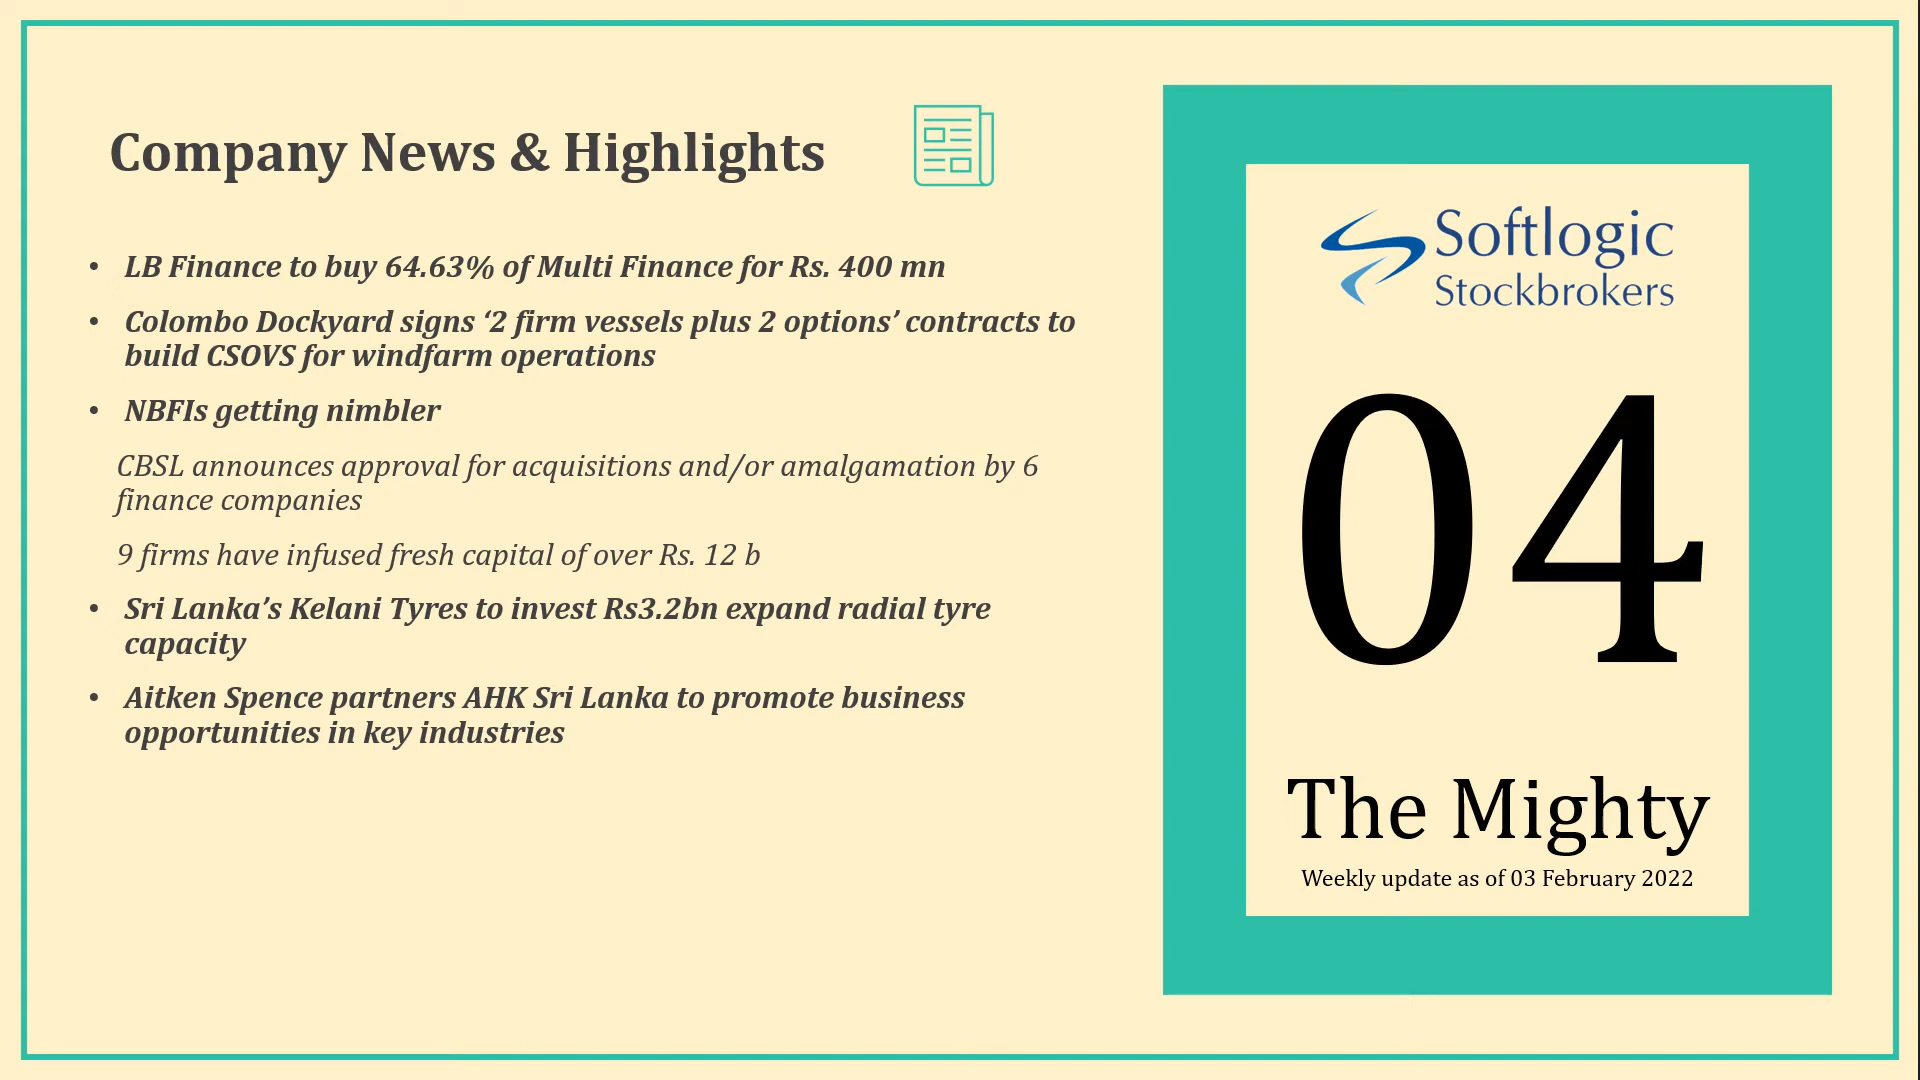 Company News & Highlights
• LB Finance to buy 64.63% of Multi Finance for Rs. 400 mn
• Colombo Dockyard signs ‘2 firm vessels plus 2 options’ contracts to
build CSOVS for windfarm operations
• NBFIs getting nimbler
CBSL announces approval for acquisitions and/or amalgamation by 6
finance companies
9 firms have infused fresh capital of over Rs. 12 b
• Sri Lanka’s Kelani Tyres to invest Rs3.2bn expand radial tyre
capacity
• Aitken Spence partners AHK Sri Lanka to promote business
opportunities in key industries
Softlogic
Stockbrokers
04
The Mighty
Weekly update as of 03 February 2022